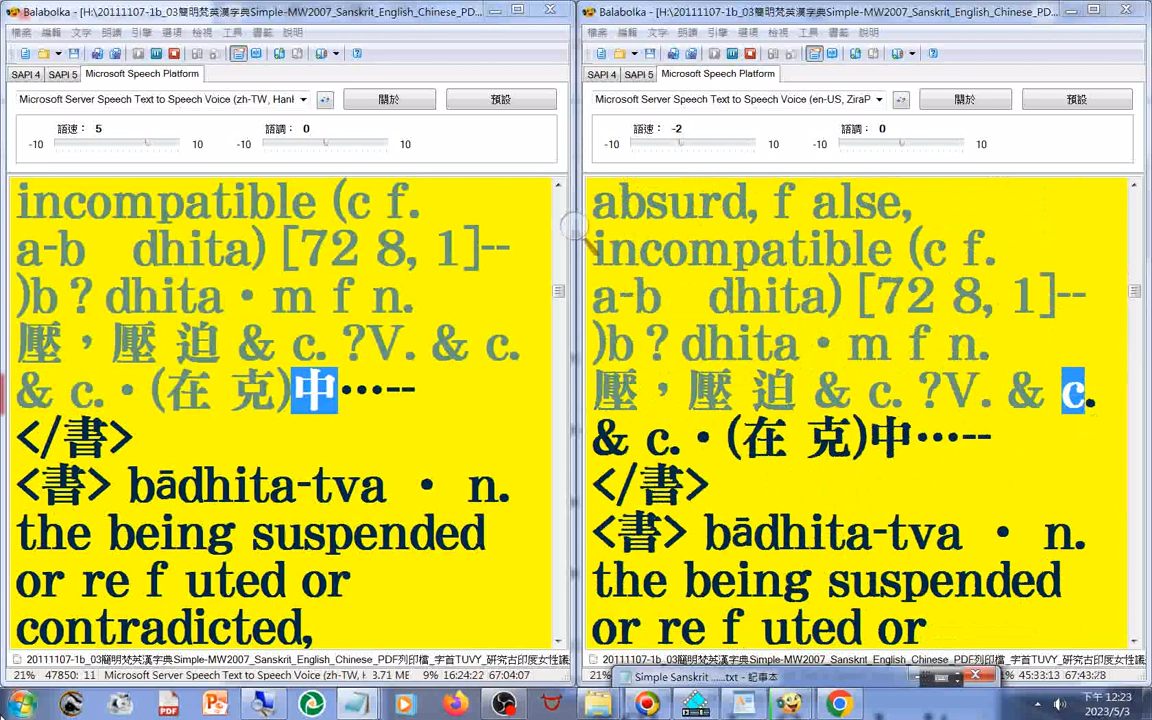 Balabolka - [H:\20111107-1b_03簡明梵英漢字典Simple-MW2007_Sanskrit_English_Chinese_PD...
檔案 編輯 文字 朗讀 引擎 選項 檢視 工具 書籤 說明
SAPI 4 SAPI 5 Microsoft Speech Platform
Microsoft Server Speech Text to Speech Voice (zh-TW, Hanl 關於 預設
語速: 5 語調: 0
-10 10 -10 10
incompatible (c f.
a-b dhita) [72 8, 1]--
)b ? dhita • m f n.
壓，壓 迫 & c. ?V. & c.
& c. • (在 克)中…--
</書>
<書> bādhita-tva • n.
the being suspended
or re f uted or
contradicted,
20111107-1b_03簡明梵英漢字典Simple-MW2007_Sanskrit_English_Chinese_PDF列印檔_字首TUVY_研究古印度女性議
21% 47850: 11 Microsoft Server Speech Text to Speech Voice (zh-TW, H 3.71 MB 9% 16:24:22 67:04:07
Balabolka - [H:\20111107-1b_03簡明梵英漢字典Simple-MW2007_Sanskrit_English_Chinese_PD...
檔案 編輯 文字 朗讀 引擎 選項 檢視 工具 書籤 說明
SAPI 4 SAPI 5 Microsoft Speech Platform
Microsoft Server Speech Text to Speech Voice (en-US, ZiraP 關於 預設
語速: -2 語調: 0
-10 10 -10 10
absurd, f alse,
incompatible (c f.
a-b dhita) [72 8, 1]--
)b ? dhita • m f n.
壓，壓 迫 & c. ?V. & c.
& c. • (在 克)中…--
</書>
<書> bādhita-tva • n.
the being suspended
or re f uted or
20111107-1b_03簡明梵英漢字典Simple-MW2007_Sanskrit_English_Chinese_PDF列印檔_字首TUVY_研究古印度女性議
21% 45:33:13 67:43:28
Simple Sanskrit ......txt - 記事本
下午 12:23
2023/5/3